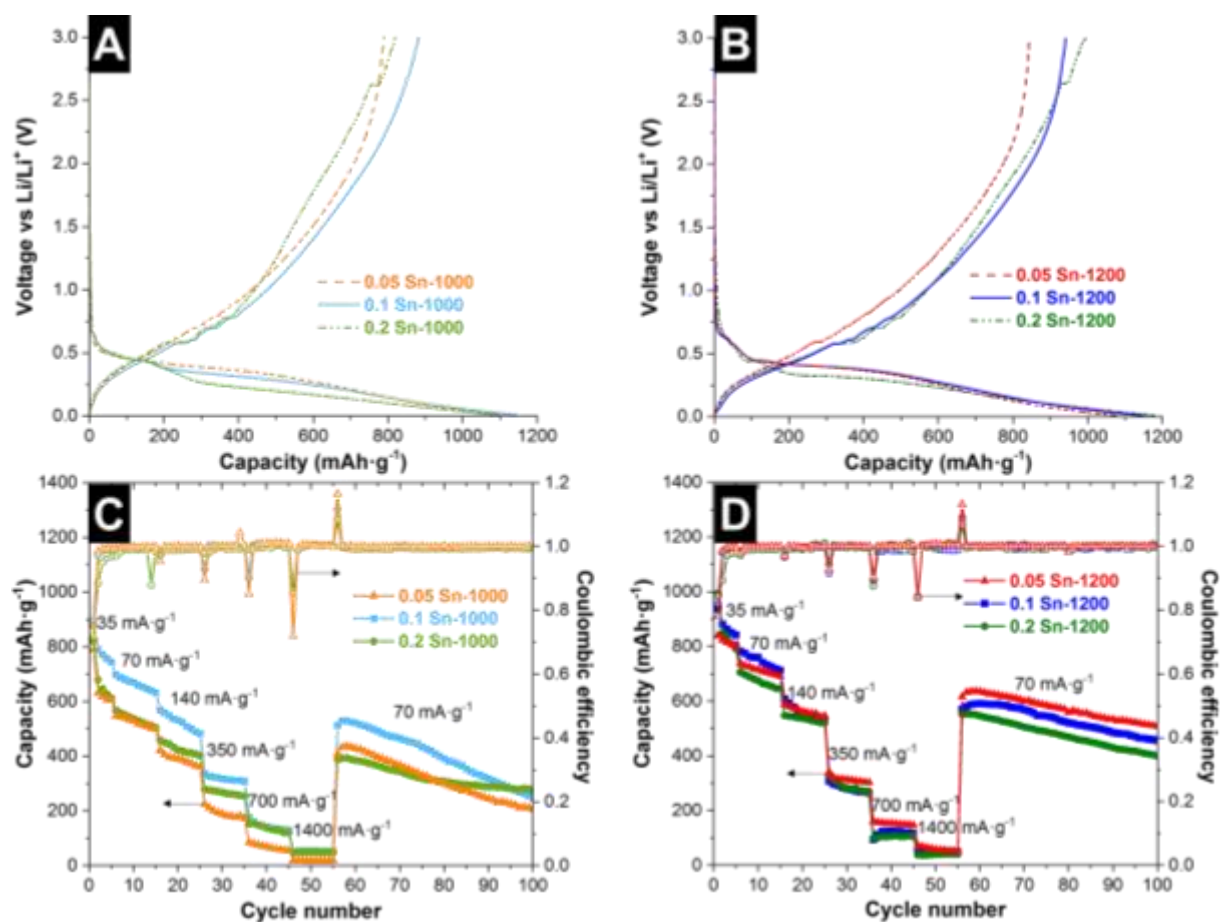 A
3.0
2.5
2.0
1.5
1.0
0.5
0.0
Voltage vs Li/Li⁺ (V)
0.05 Sn-1000
0.1 Sn-1000
0.2 Sn-1000
0 200 400 600 800 1000 1200
Capacity (mAh·g⁻¹)
B
3.0
2.5
2.0
1.5
1.0
0.5
0.0
Voltage vs Li/Li⁺ (V)
0.05 Sn-1200
0.1 Sn-1200
0.2 Sn-1200
0 200 400 600 800 1000 1200
Capacity (mAh·g⁻¹)
C
1400
1200
1000
800
600
400
200
0
Capacity (mAh·g⁻¹)
1.2
1.0
0.8
0.6
0.4
0.2
0.0
Coulombic efficiency
0.05 Sn-1000
0.1 Sn-1000
0.2 Sn-1000
35 mA·g⁻¹
70 mA·g⁻¹
140 mA·g⁻¹
350 mA·g⁻¹
700 mA·g⁻¹
1400 mA·g⁻¹
70 mA·g⁻¹
0 10 20 30 40 50 60 70 80 90 100
Cycle number
D
1400
1200
1000
800
600
400
200
0
Capacity (mAh·g⁻¹)
1.2
1.0
0.8
0.6
0.4
0.2
0.0
Coulombic efficiency
0.05 Sn-1200
0.1 Sn-1200
0.2 Sn-1200
35 mA·g⁻¹
70 mA·g⁻¹
140 mA·g⁻¹
350 mA·g⁻¹
700 mA·g⁻¹
1400 mA·g⁻¹
70 mA·g⁻¹
0 10 20 30 40 50 60 70 80 90 100
Cycle number